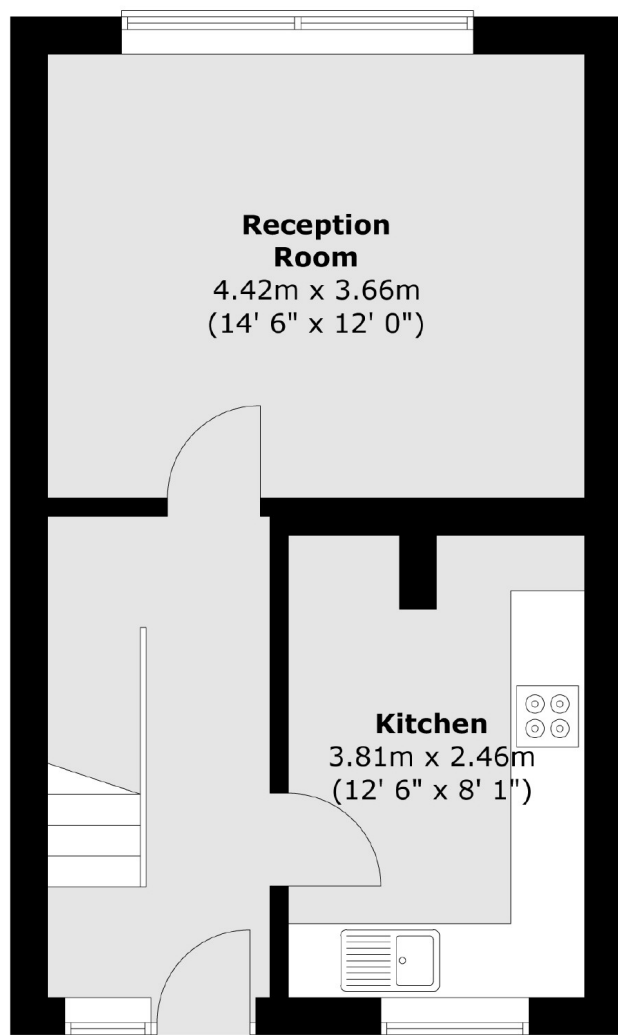 Reception
Room
4.42m x 3.66m
(14' 6" x 12' 0")
Kitchen
3.81m x 2.46m
(12' 6" x 8' 1")